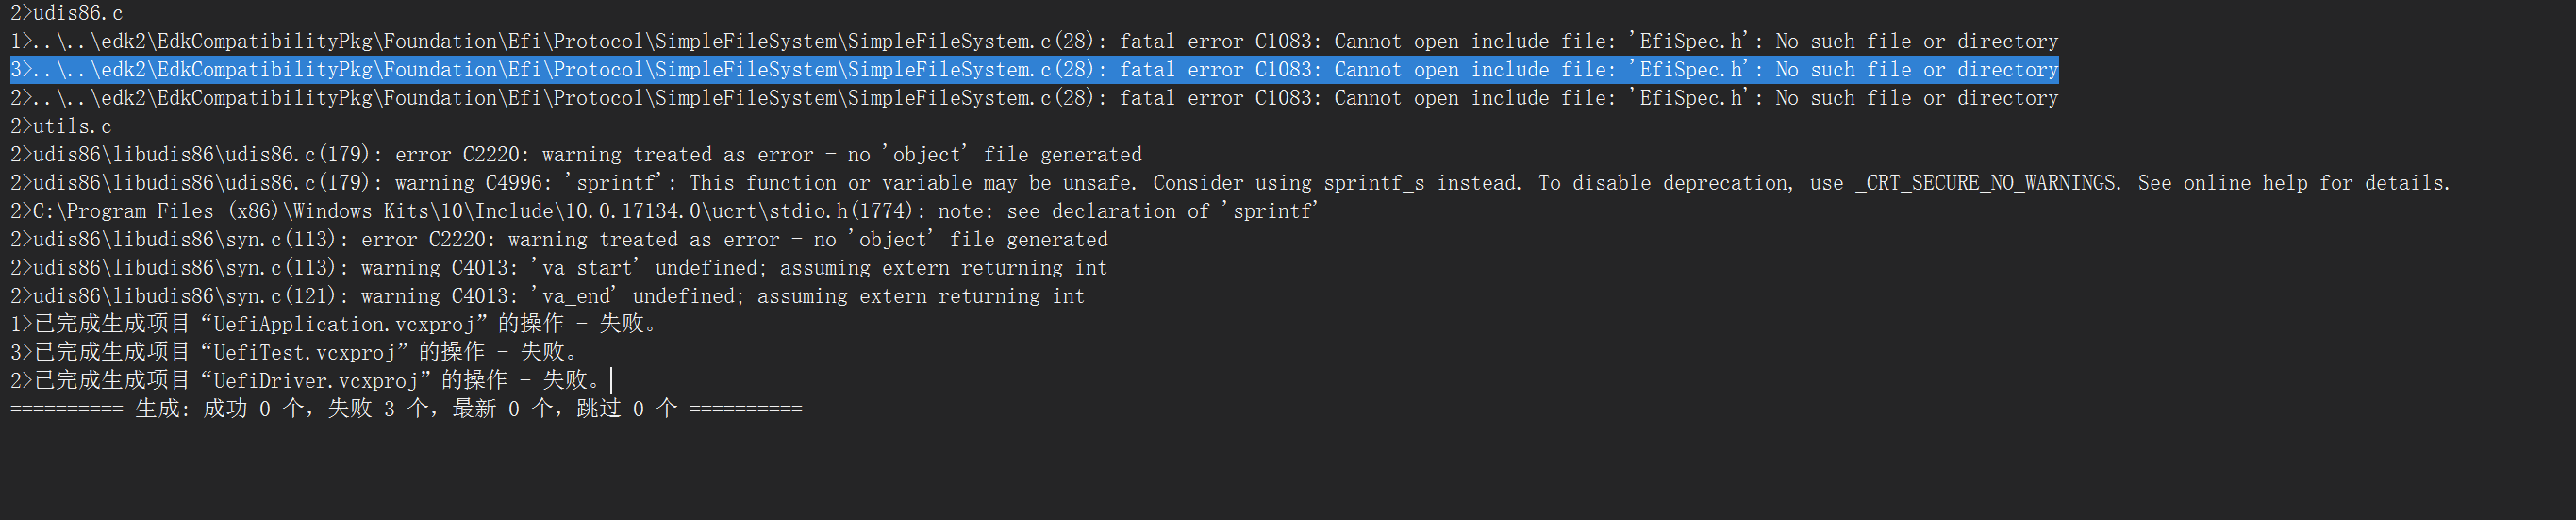 2>udis86.c
1>..\..\edk2\EdkCompatibilityPkg\Foundation\Efi\Protocol\SimpleFileSystem\SimpleFileSystem.c(28): fatal error C1083: Cannot open include file: 'EfiSpec.h': No such file or directory
3>..\..\edk2\EdkCompatibilityPkg\Foundation\Efi\Protocol\SimpleFileSystem\SimpleFileSystem.c(28): fatal error C1083: Cannot open include file: 'EfiSpec.h': No such file or directory
2>..\..\edk2\EdkCompatibilityPkg\Foundation\Efi\Protocol\SimpleFileSystem\SimpleFileSystem.c(28): fatal error C1083: Cannot open include file: 'EfiSpec.h': No such file or directory
2>utils.c
2>udis86\libudis86\udis86.c(179): error C2220: warning treated as error - no 'object' file generated
2>udis86\libudis86\udis86.c(179): warning C4996: 'sprintf': This function or variable may be unsafe. Consider using sprintf_s instead. To disable deprecation, use _CRT_SECURE_NO_WARNINGS. See online help for details.
2>C:\Program Files (x86)\Windows Kits\10\Include\10.0.17134.0\ucrt\stdio.h(1774): note: see declaration of 'sprintf'
2>udis86\libudis86\syn.c(113): error C2220: warning treated as error - no 'object' file generated
2>udis86\libudis86\syn.c(113): warning C4013: 'va_start' undefined; assuming extern returning int
2>udis86\libudis86\syn.c(121): warning C4013: 'va_end' undefined; assuming extern returning int
1>已完成生成项目“UefiApplication.vcxproj”的操作 - 失败。
3>已完成生成项目“UefiTest.vcxproj”的操作 - 失败。
2>已完成生成项目“UefiDriver.vcxproj”的操作 - 失败。
========== 生成: 成功 0 个，失败 3 个，最新 0 个，跳过 0 个 ==========